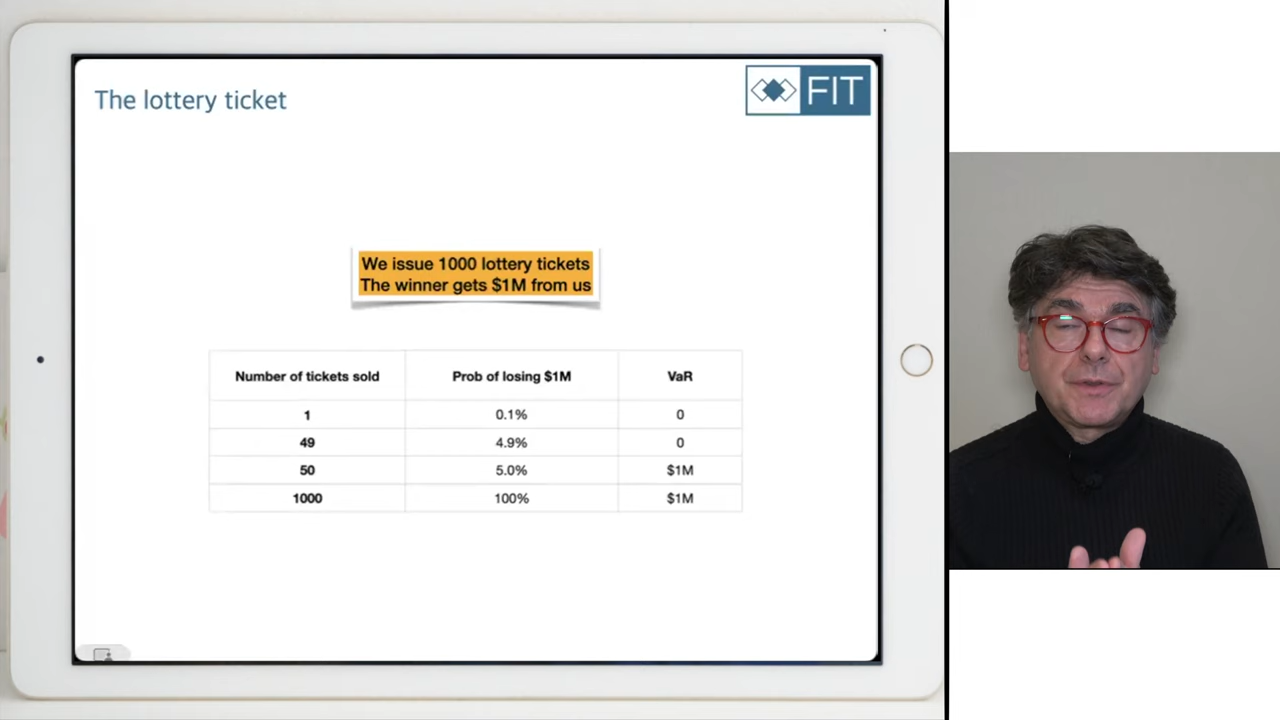 The lottery ticket
FIT
We issue 1000 lottery tickets
The winner gets $1M from us
Number of tickets sold Prob of losing $1M VaR
1 0.1% 0
49 4.9% 0
50 5.0% $1M
1000 100% $1M